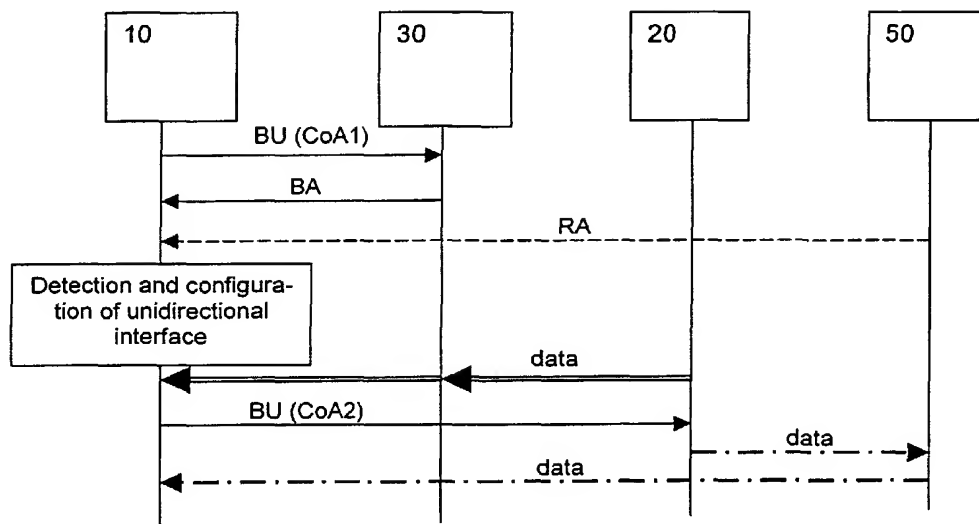 10
30
20
50
BU (CoA1)
BA
RA
Detection and configura-
tion of unidirectional
interface
data
BU (CoA2)
data
data